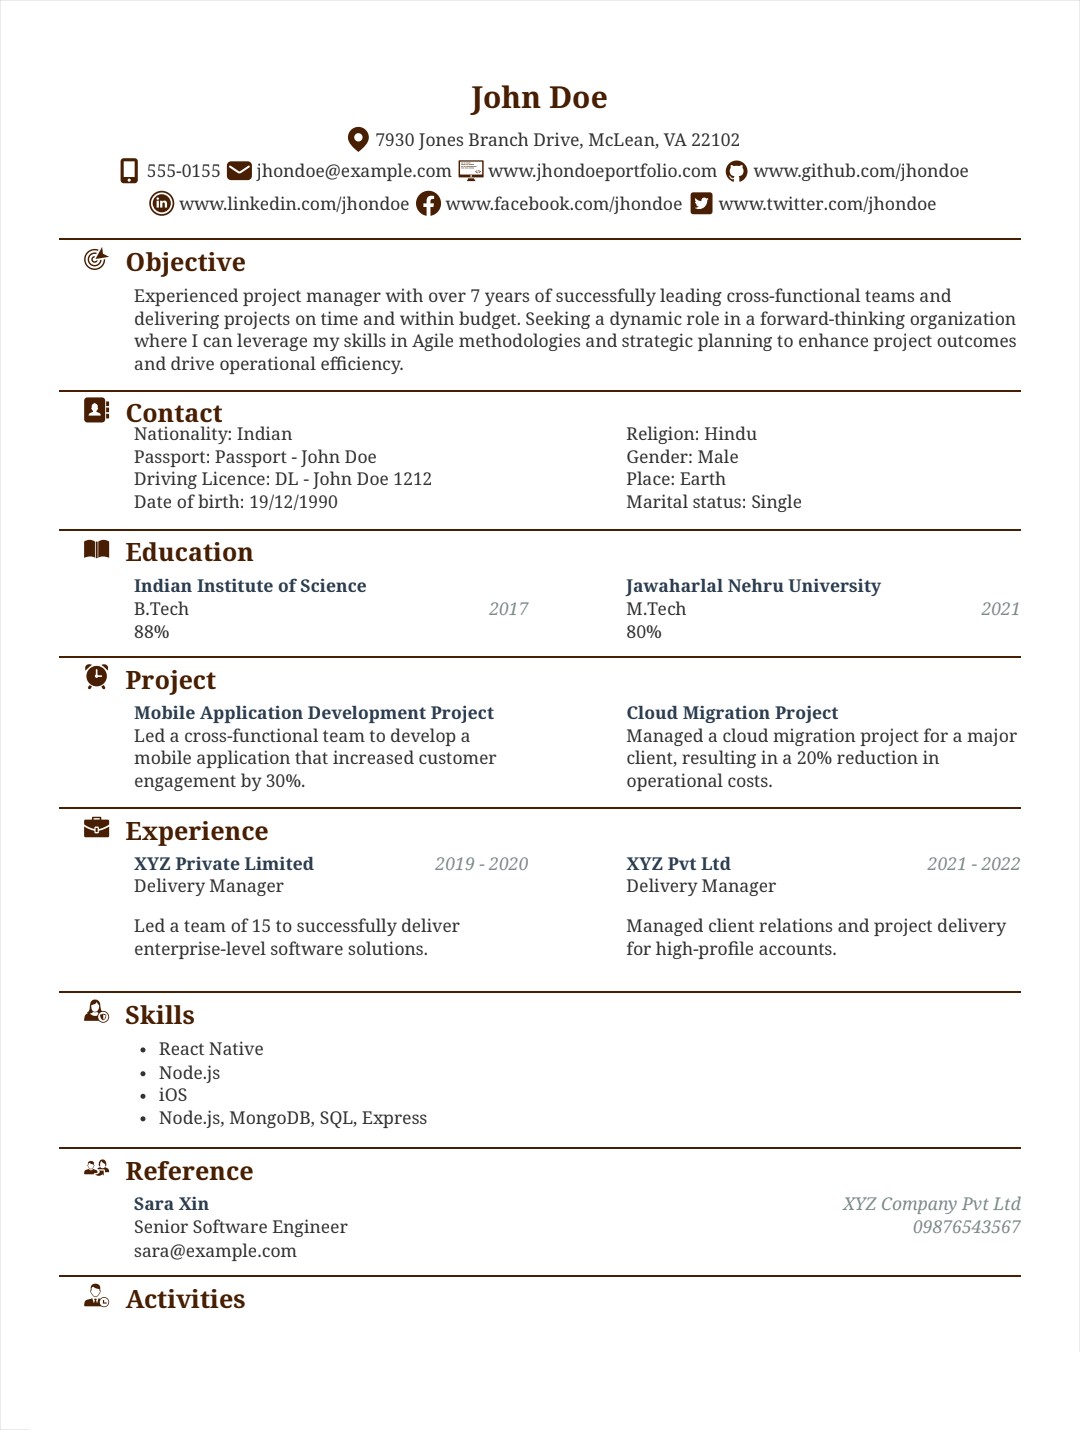 John Doe
7930 Jones Branch Drive, McLean, VA 22102
555-0155 jhondoe@example.com www.jhondoeportfolio.com www.github.com/jhondoe
www.linkedin.com/jhondoe www.facebook.com/jhondoe www.twitter.com/jhondoe
Objective
Experienced project manager with over 7 years of successfully leading cross-functional teams and
delivering projects on time and within budget. Seeking a dynamic role in a forward-thinking organization
where I can leverage my skills in Agile methodologies and strategic planning to enhance project outcomes
and drive operational efficiency.
Contact
Nationality: Indian
Passport: Passport - John Doe
Driving Licence: DL - John Doe 1212
Date of birth: 19/12/1990
Religion: Hindu
Gender: Male
Place: Earth
Marital status: Single
Education
Indian Institute of Science
B.Tech 2017
88%
Jawaharlal Nehru University
M.Tech 2021
80%
Project
Mobile Application Development Project
Led a cross-functional team to develop a
mobile application that increased customer
engagement by 30%.
Cloud Migration Project
Managed a cloud migration project for a major
client, resulting in a 20% reduction in
operational costs.
Experience
XYZ Private Limited 2019 - 2020
Delivery Manager
Led a team of 15 to successfully deliver
enterprise-level software solutions.
XYZ Pvt Ltd 2021 - 2022
Delivery Manager
Managed client relations and project delivery
for high-profile accounts.
Skills
• React Native
• Node.js
• iOS
• Node.js, MongoDB, SQL, Express
Reference
Sara Xin XYZ Company Pvt Ltd
Senior Software Engineer 09876543567
sara@example.com
Activities